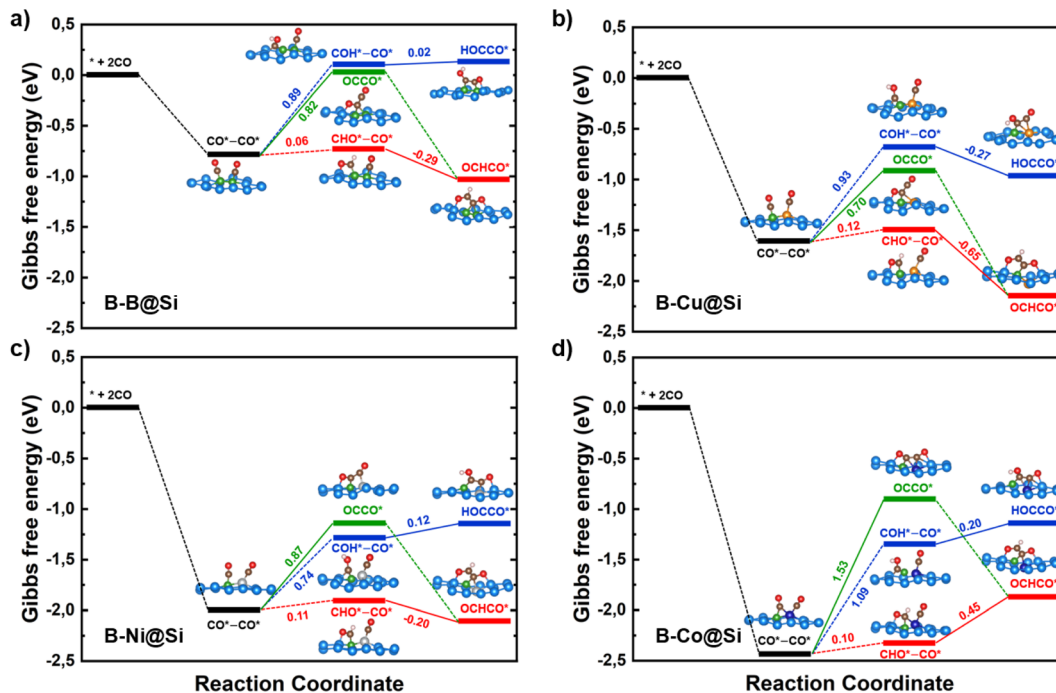 a)
Gibbs free energy (eV)
0,5
0,0
-0,5
-1,0
-1,5
-2,0
-2,5
* + 2CO
CO*−CO*
0.89
0.82
0.06
COH*−CO*
OCCO*
CHO*−CO*
0.02
-0.29
HOCCO*
OCHCO*
B-B@Si
b)
Gibbs free energy (eV)
0,5
0,0
-0,5
-1,0
-1,5
-2,0
-2,5
* + 2CO
CO*−CO*
0.93
0.70
0.12
COH*−CO*
OCCO*
CHO*−CO*
-0.27
-0.65
HOCCO*
OCHCO*
B-Cu@Si
c)
Gibbs free energy (eV)
0,5
0,0
-0,5
-1,0
-1,5
-2,0
-2,5
* + 2CO
CO*−CO*
0.87
0.74
0.11
OCCO*
COH*−CO*
CHO*−CO*
0.12
-0.20
HOCCO*
OCHCO*
B-Ni@Si
Reaction Coordinate
d)
Gibbs free energy (eV)
0,5
0,0
-0,5
-1,0
-1,5
-2,0
-2,5
* + 2CO
CO*−CO*
1.53
1.09
0.10
OCCO*
COH*−CO*
CHO*−CO*
0.20
0.45
HOCCO*
OCHCO*
B-Co@Si
Reaction Coordinate